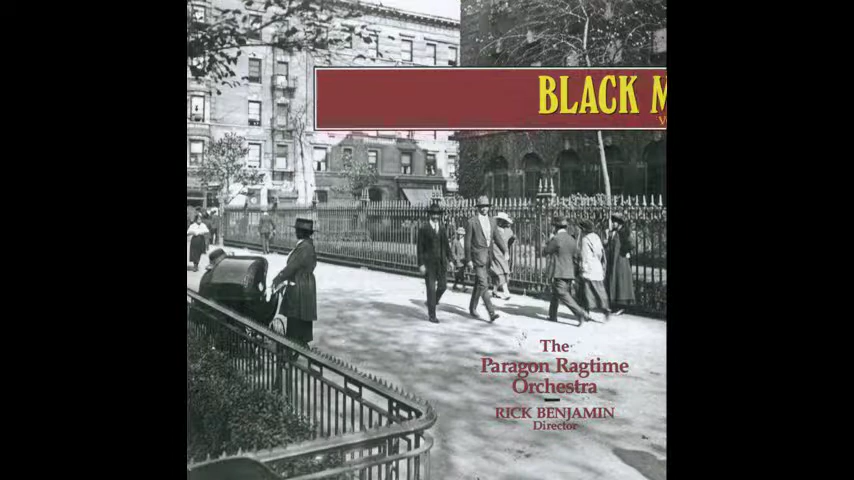 BLACK M
V
The
Paragon Ragtime
Orchestra
RICK BENJAMIN
Director